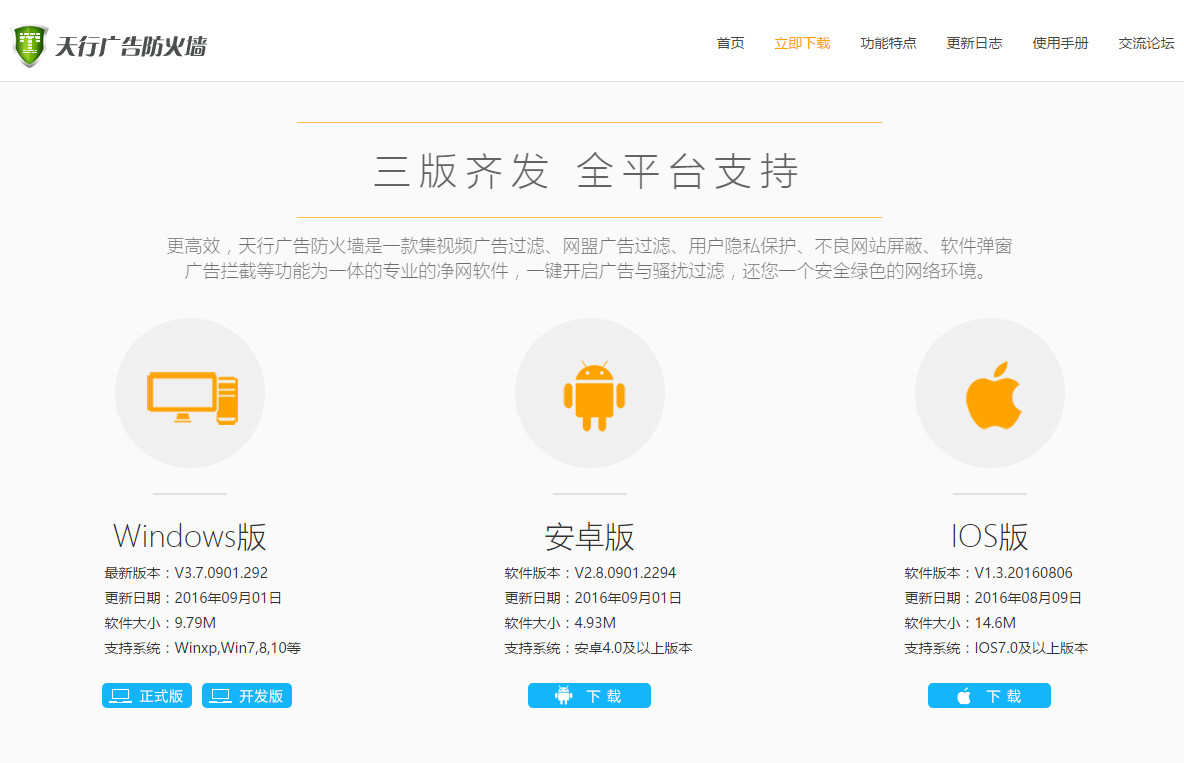 天行广告防火墙
首页 立即下载 功能特点 更新日志 使用手册 交流论坛
三版齐发 全平台支持
更高效，天行广告防火墙是一款集视频广告过滤、网盟广告过滤、用户隐私保护、不良网站屏蔽、软件弹窗
广告拦截等功能为一体的专业的净网软件，一键开启广告与骚扰过滤，还您一个安全绿色的网络环境。
Windows版
最新版本：V3.7.0901.292
更新日期：2016年09月01日
软件大小：9.79M
支持系统：Winxp,Win7,8,10等
正式版 开发版
安卓版
软件版本：V2.8.0901.2294
更新日期：2016年09月01日
软件大小：4.93M
支持系统：安卓4.0及以上版本
下 载
IOS版
软件版本：V1.3.20160806
更新日期：2016年08月09日
软件大小：14.6M
支持系统：IOS7.0及以上版本
下 载